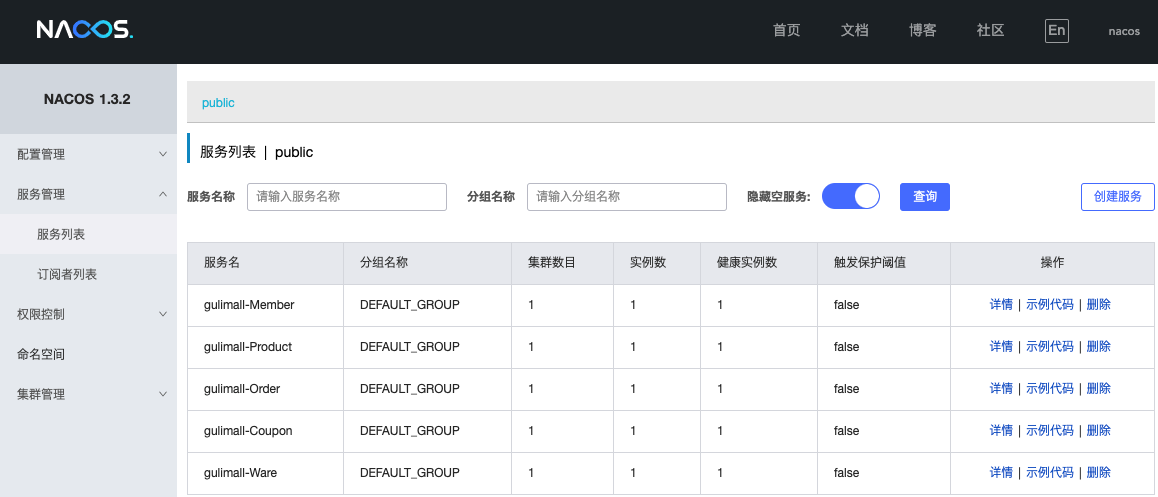 NACOS. 首页 文档 博客 社区 En nacos
NACOS 1.3.2
配置管理
服务管理
服务列表
订阅者列表
权限控制
命名空间
集群管理
public
服务列表 | public
服务名称 请输入服务名称 分组名称 请输入分组名称 隐藏空服务: 查询 创建服务
服务名 分组名称 集群数目 实例数 健康实例数 触发保护阈值 操作
gulimall-Member DEFAULT_GROUP 1 1 1 false 详情 | 示例代码 | 删除
gulimall-Product DEFAULT_GROUP 1 1 1 false 详情 | 示例代码 | 删除
gulimall-Order DEFAULT_GROUP 1 1 1 false 详情 | 示例代码 | 删除
gulimall-Coupon DEFAULT_GROUP 1 1 1 false 详情 | 示例代码 | 删除
gulimall-Ware DEFAULT_GROUP 1 1 1 false 详情 | 示例代码 | 删除